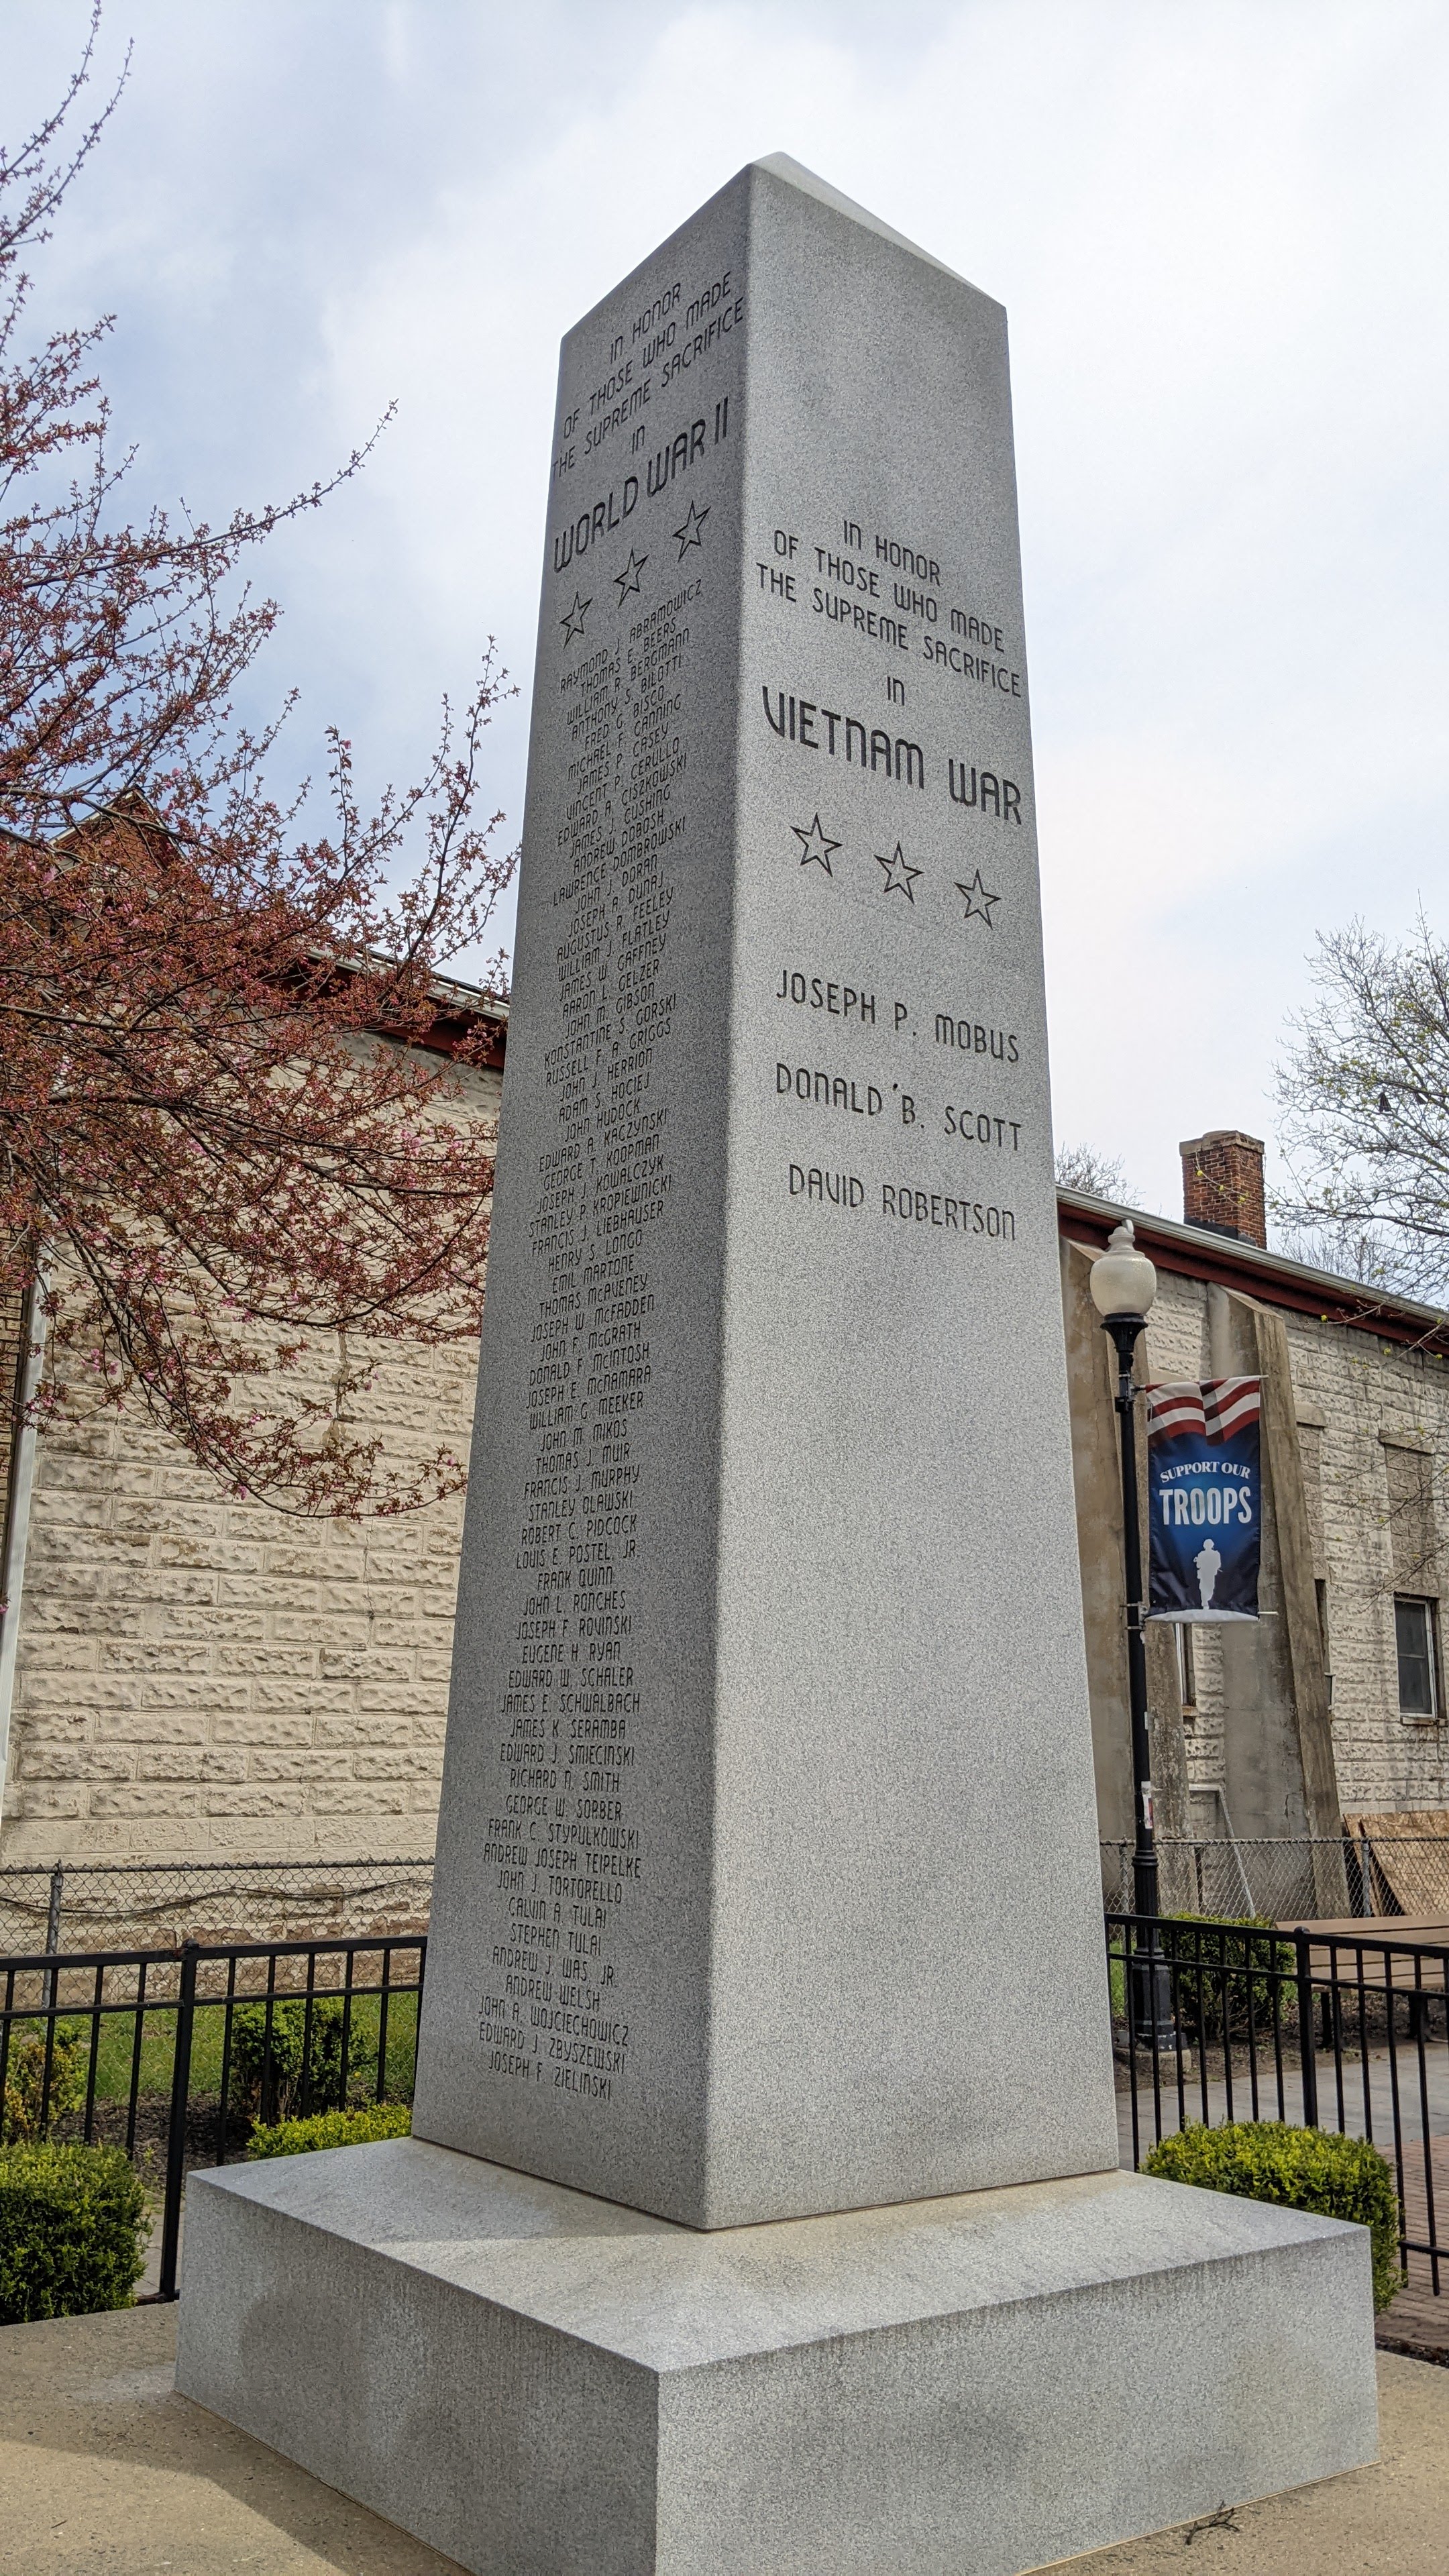 IN HONOR
OF THOSE WHO MADE
THE SUPREME SACRIFICE
IN
WORLD WAR II
RAYMOND J. ABRAMOWICZ
THOMAS E. BEERS
WILLIAM R. BERGMANN
ANTHONY S. BILOTTI
FRED G. BISCO
MICHAEL F. CANNING
JAMES P. CASEY
VINCENT P. CERULLO
EDWARD A. CISZKOWSKI
JAMES J. CUSHING
ANDREW DOBOSH
LAWRENCE DOMBROWSKI
JOHN J. DORAN
JOSEPH A. DUNAJ
AUGUSTUS R. FEELEY
WILLIAM J. FLATLEY
JAMES W. GAFFNEY
AARON L. GELZER
JOHN M. GIBSON
KONSTANTINE S. GORSKI
RUSSELL F. A. GRIGGS
JOHN J. HERRION
ADAM S. HOCIEJ
JOHN HUDOCK
EDWARD A. KACZYNSKI
GEORGE T. KOOPMAN
JOSEPH J. KOWALCZYK
STANLEY P. KROPIEWNICKI
FRANCIS J. LIEBHAUSER
HENRY S. LONGO
EMIL MARTONE
THOMAS McAVENEY
JOSEPH W. McFADDEN
JOHN F. McGRATH
DONALD F. McINTOSH
JOSEPH E. McNAMARA
WILLIAM G. MEEKER
JOHN M. MIKOS
THOMAS J. MUIR
FRANCIS J. MURPHY
STANLEY OLAWSKI
ROBERT C. PIDCOCK
LOUIS E. POSTEL, JR.
FRANK QUINN
JOHN L. RONCHES
JOSEPH F. ROVINSKI
EUGENE H. RYAN
EDWARD W. SCHALER
JAMES E. SCHWALBACH
JAMES K. SERAMBA
EDWARD J. SMIECINSKI
RICHARD N. SMITH
GEORGE W. SORBER
FRANK C. STYPULKOWSKI
ANDREW JOSEPH TEIPELKE
JOHN J. TORTORELLO
CALVIN A. TULAI
STEPHEN TULAI
ANDREW J. WAS, JR.
ANDREW WELSH
JOHN A. WOJCIECHOWICZ
EDWARD J. ZBYSZEWSKI
JOSEPH F. ZIELINSKI
IN HONOR
OF THOSE WHO MADE
THE SUPREME SACRIFICE
IN
VIETNAM WAR
JOSEPH P. MOBUS
DONALD B. SCOTT
DAVID ROBERTSON
SUPPORT OUR
TROOPS